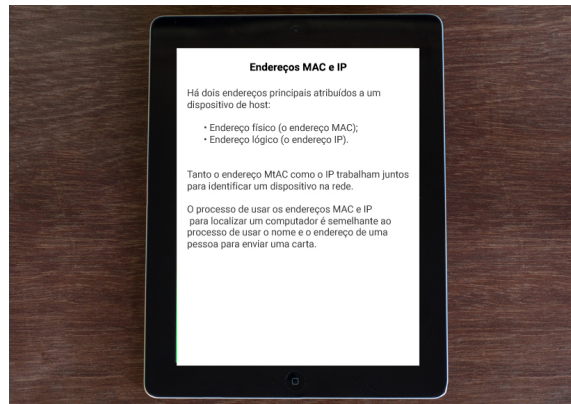 Endereços MAC e IP
Há dois endereços principais atribuídos a um
dispositivo de host:
• Endereço físico (o endereço MAC);
• Endereço lógico (o endereço IP).
Tanto o endereço MtAC como o IP trabalham juntos
para identificar um dispositivo na rede.
O processo de usar os endereços MAC e IP
para localizar um computador é semelhante ao
processo de usar o nome e o endereço de uma
pessoa para enviar uma carta.